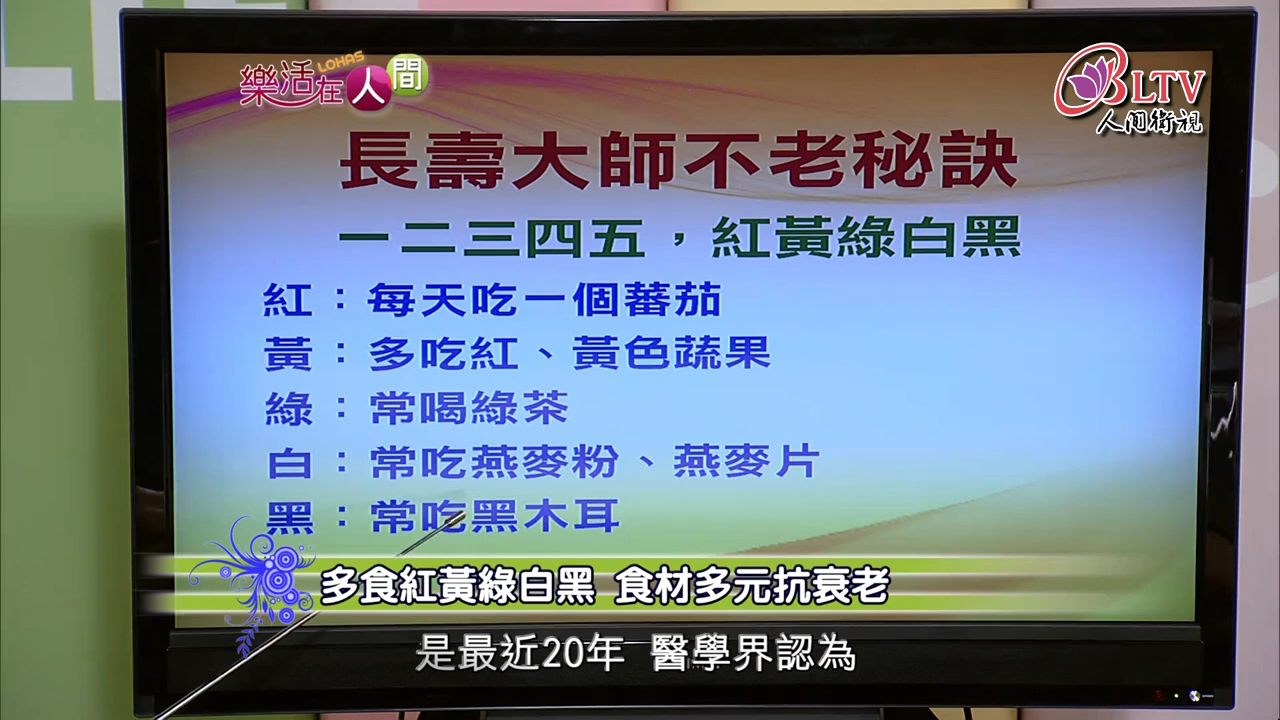 LE
樂活在人間
LOHAS
BLTV
人間衛視
長壽大師不老秘訣
一二三四五，紅黃綠白黑
紅：每天吃一個蕃茄
黃：多吃紅、黃色蔬果
綠：常喝綠茶
白：常吃燕麥粉、燕麥片
黑：常吃黑木耳
多食紅黃綠白黑 食材多元抗衰老
是最近20年 醫學界認為